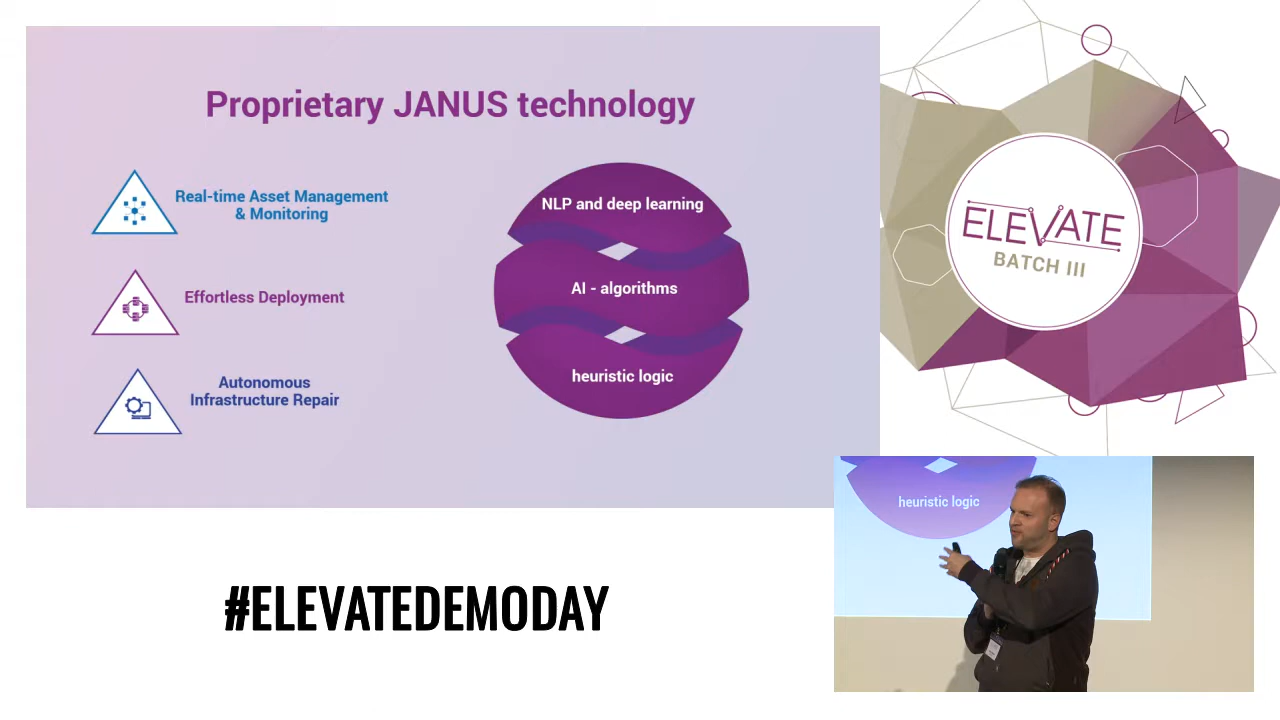 Proprietary JANUS technology
Real-time Asset Management
& Monitoring
Effortless Deployment
Autonomous
Infrastructure Repair
NLP and deep learning
AI - algorithms
heuristic logic
ELEVATE
BATCH III
heuristic logic
#ELEVATEDEMODAY